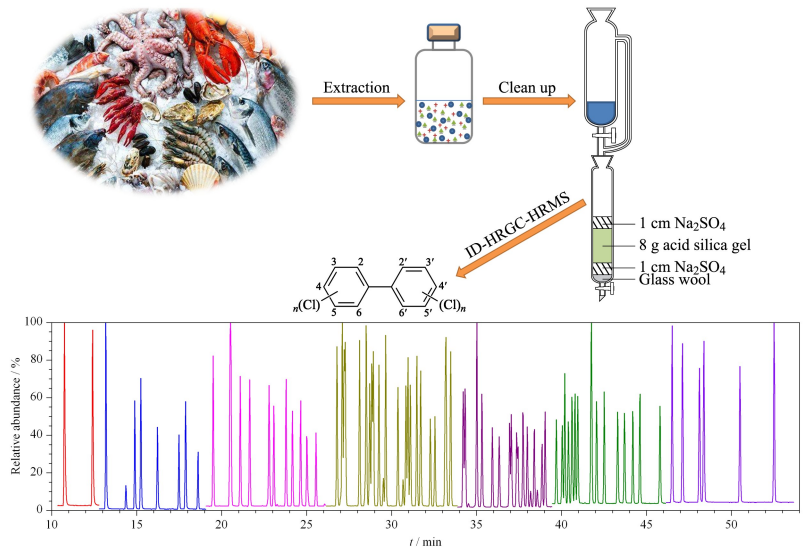 Extraction
Clean up
1 cm Na₂SO₄
8 g acid silica gel
1 cm Na₂SO₄
Glass wool
ID-HRGC-HRMS
3 2 2′ 3′
4 4′
n(Cl) 5 6 6′ 5′ (Cl)n
Relative abundance / %
100
80
60
40
20
0
10 15 20 25 30 35 40 45 50
t / min